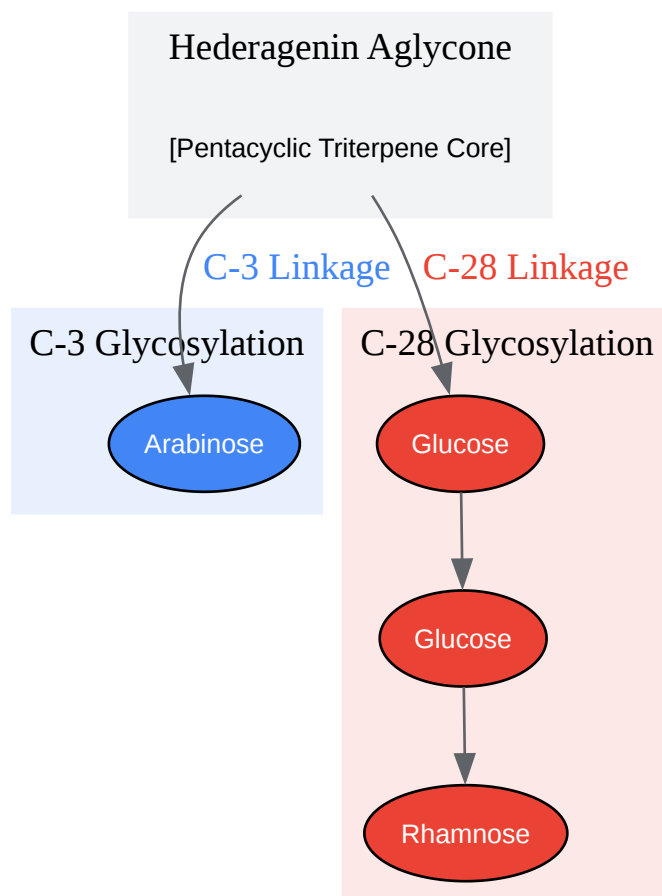 Hederagenin Aglycone
[Pentacyclic Triterpene Core]
C-3 Linkage
C-28 Linkage
C-3 Glycosylation
C-28 Glycosylation
Arabinose
Glucose
Glucose
Rhamnose